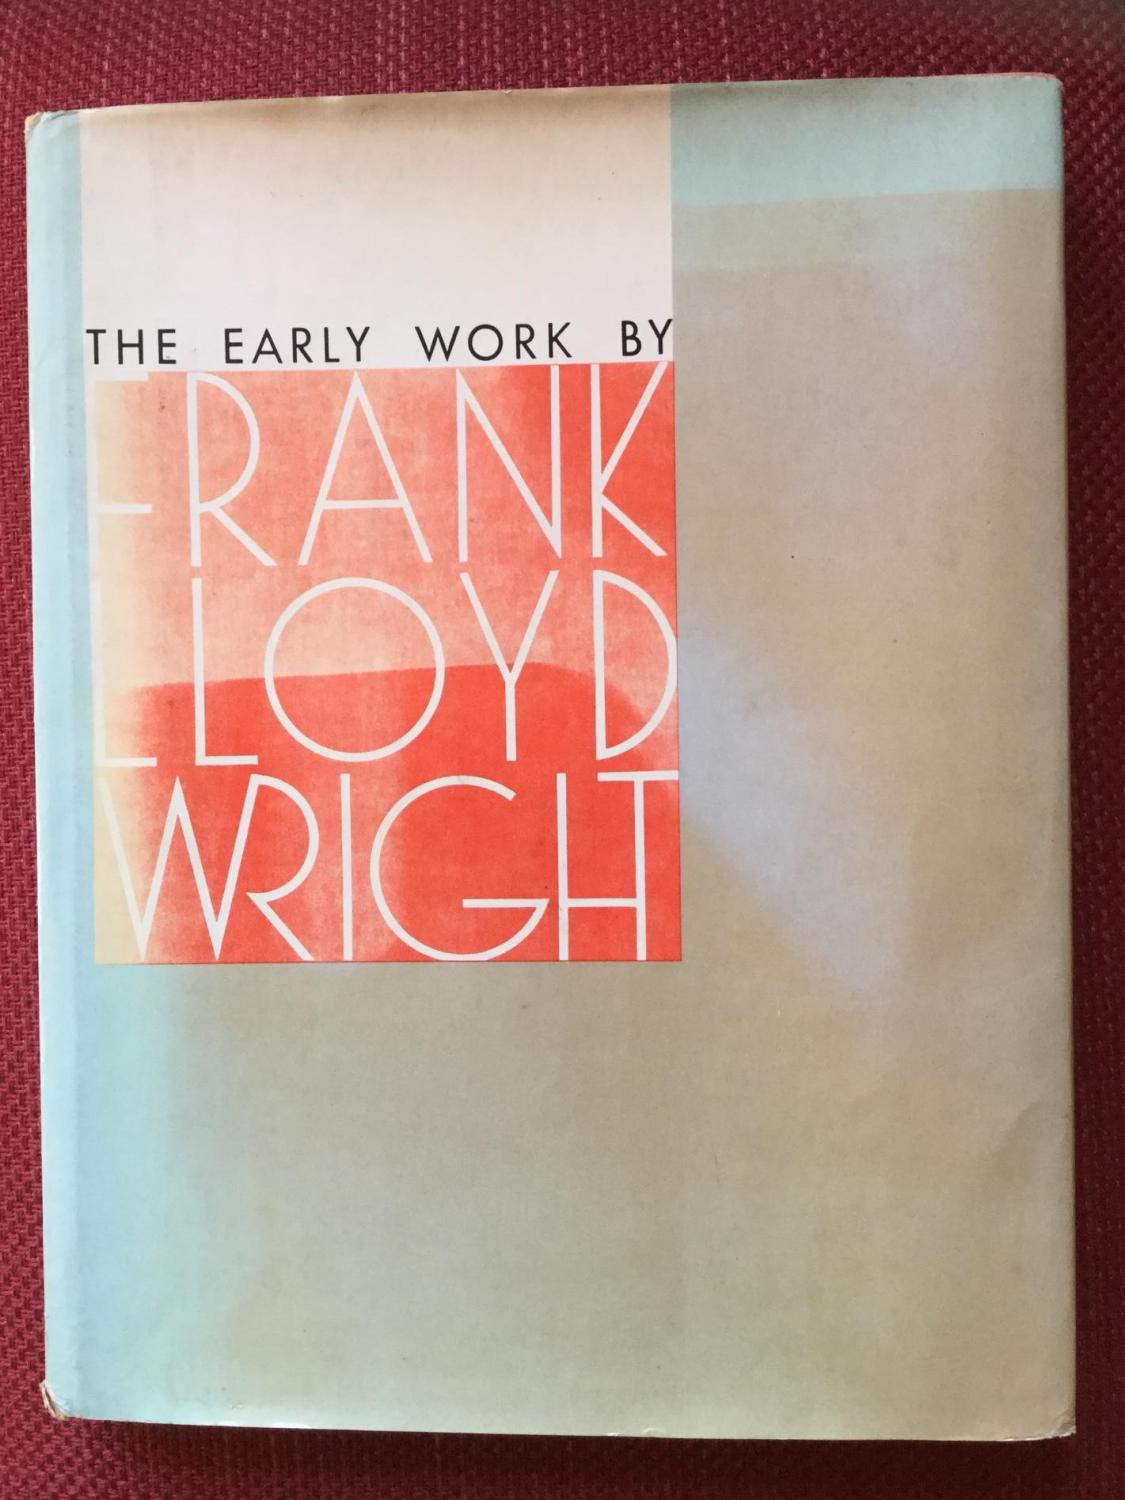 THE EARLY WORK BY
FRANK
LLOYD
WRIGHT